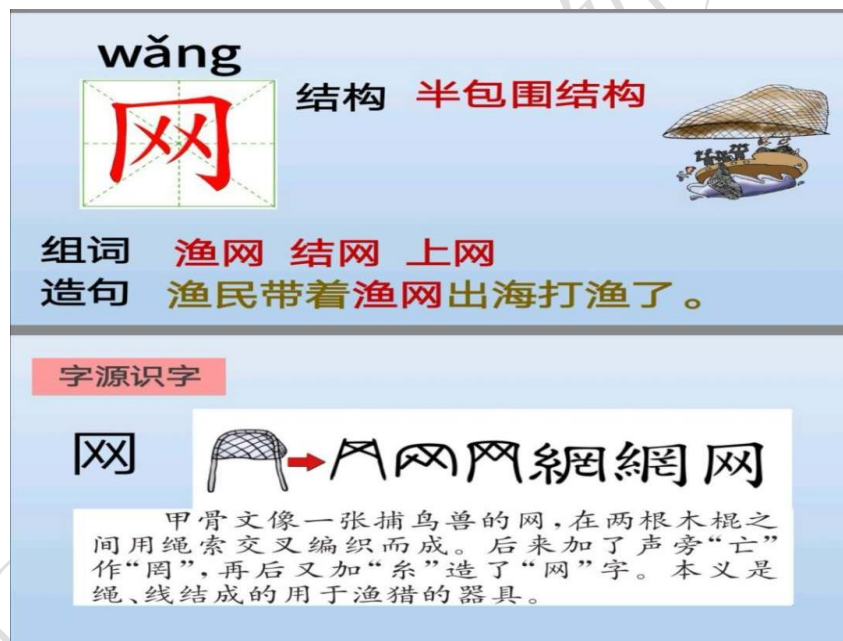 wǎng
网
结构 半包围结构
组词 渔网 结网 上网
造句 渔民带着渔网出海打渔了。
字源识字
网 網 網 网
甲骨文像一张捕鸟兽的网,在两根木棍之
间用绳索交叉编织而成。后来加了声旁“亡”
作“罔”,再后又加“糸”造了“网”字。本义是
绳、线结成的用于渔猎的器具。